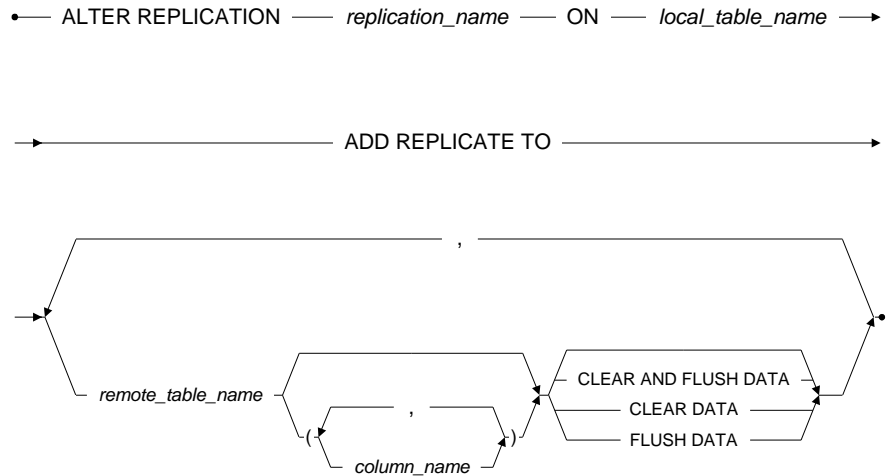 ALTER REPLICATION replication_name ON local_table_name
ADD REPLICATE TO
,
remote_table_name ( , column_name ) CLEAR AND FLUSH DATA
CLEAR DATA
FLUSH DATA